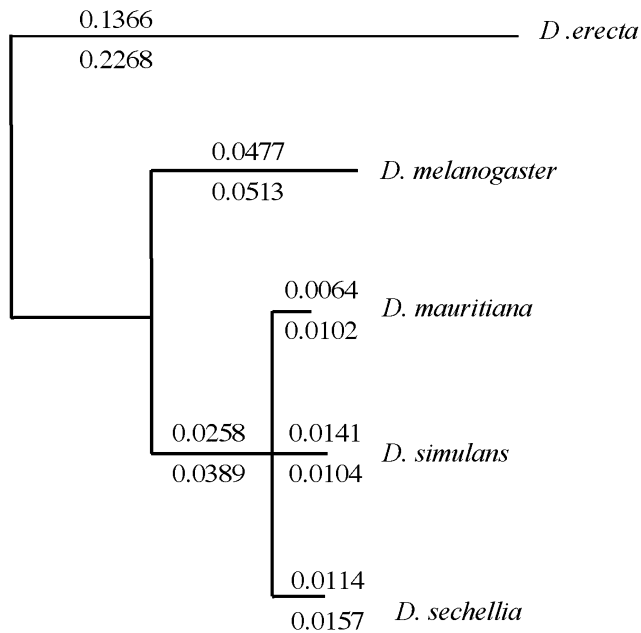 0.1366
D .erecta
0.2268
0.0477
D. melanogaster
0.0513
0.0064
D. mauritiana
0.0102
0.0258 0.0141
D. simulans
0.0389 0.0104
0.0114
D. sechellia
0.0157